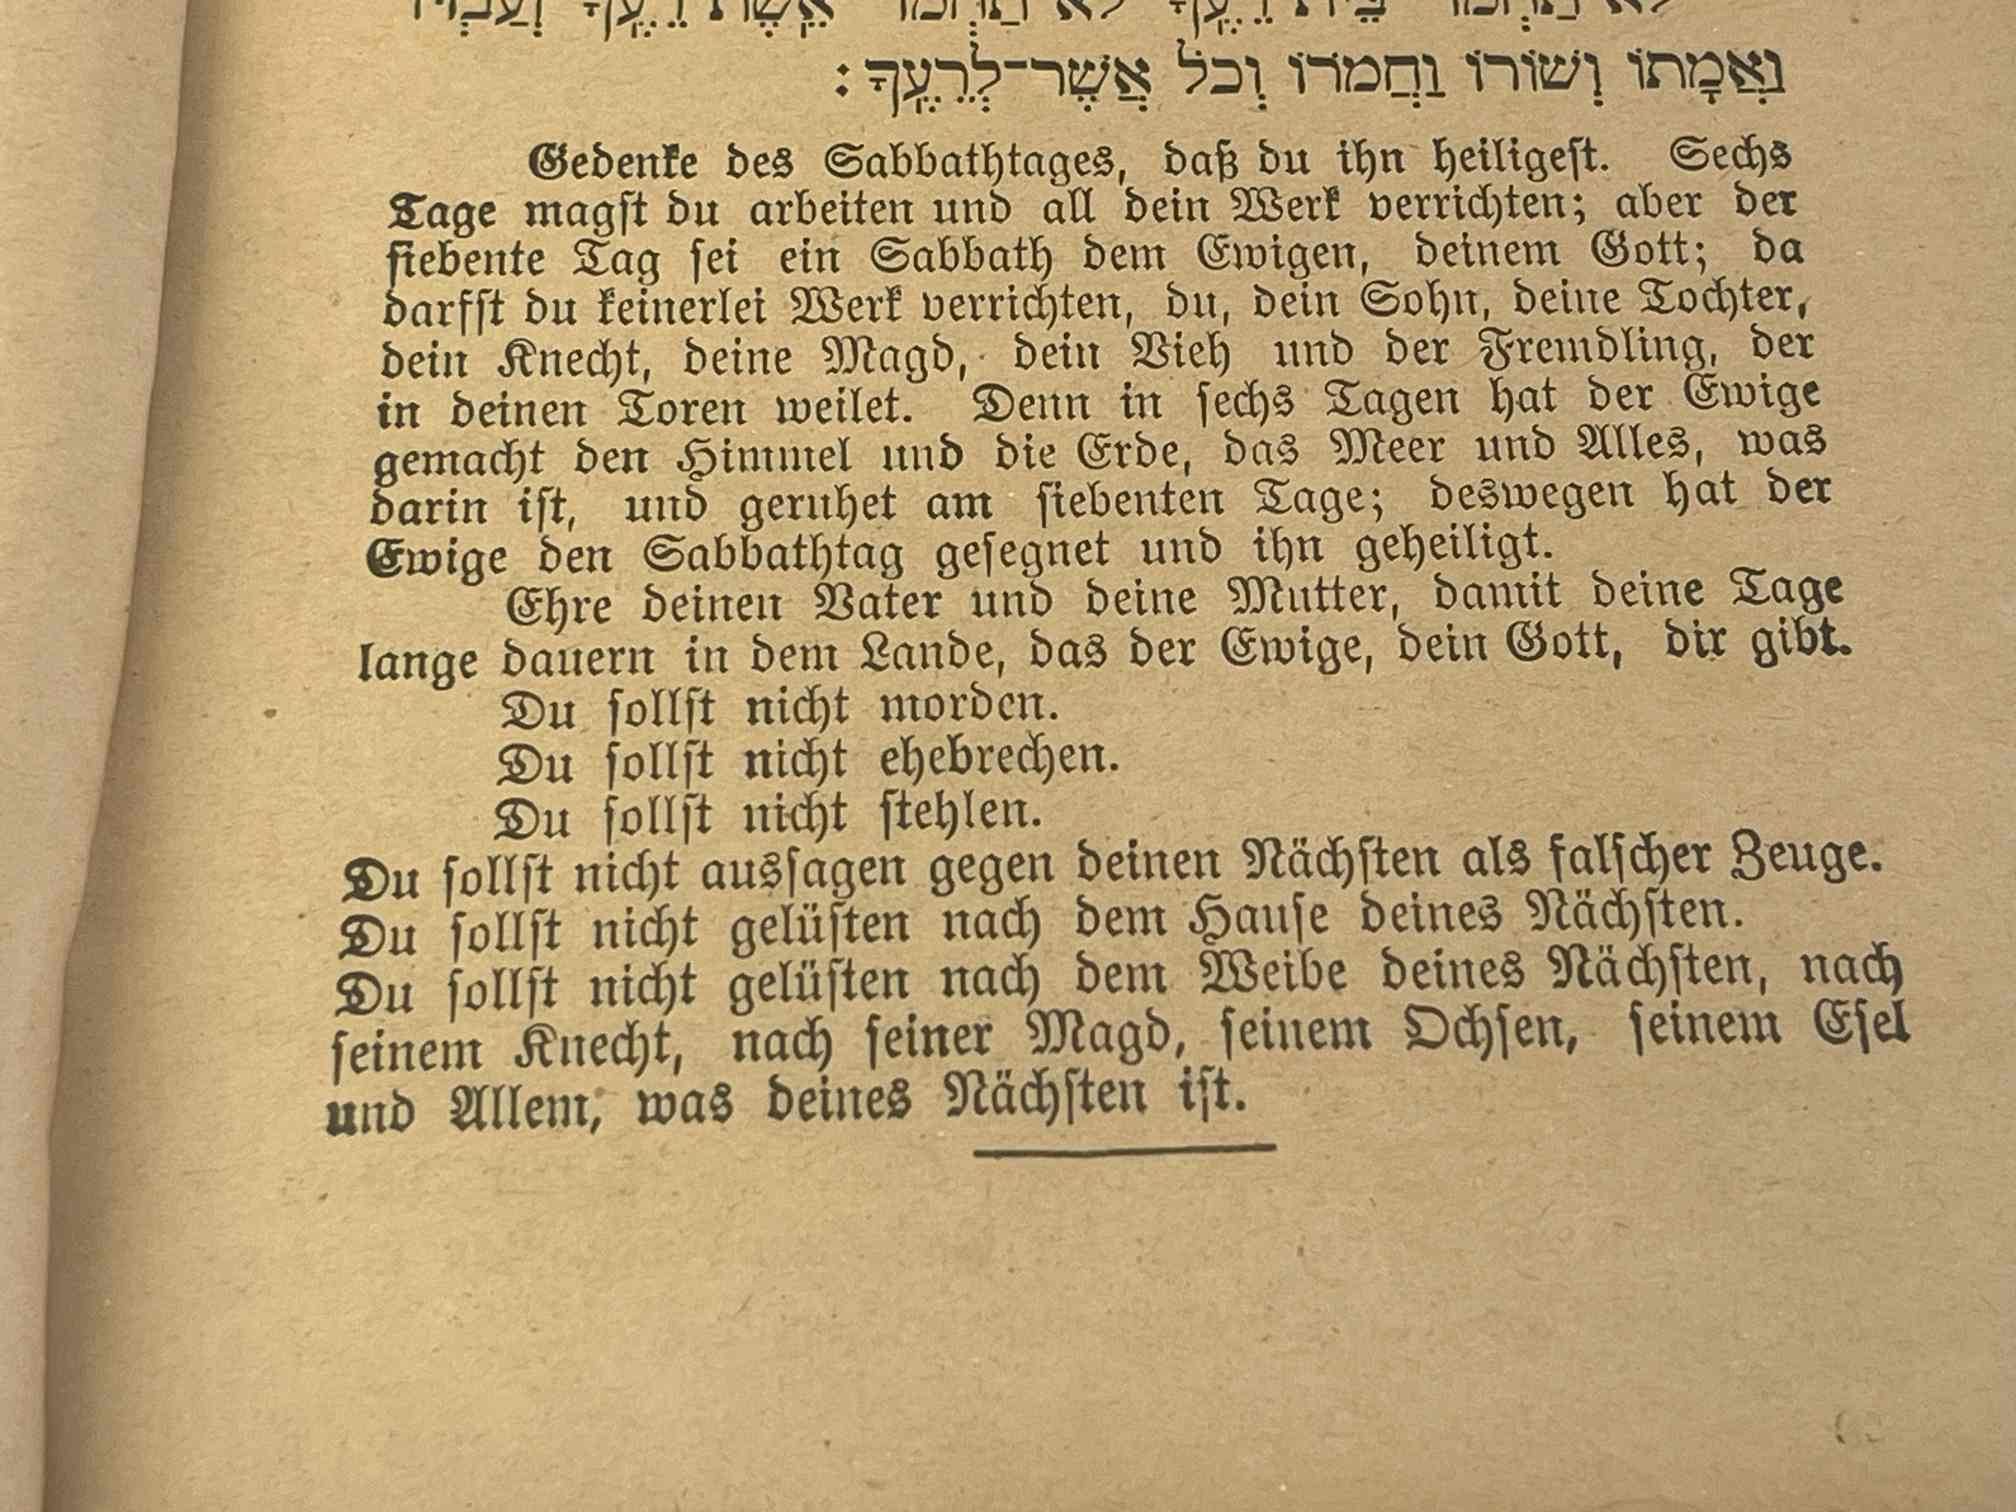 לא תַחְמֹד בֵּית רֵעֶךָ לֹא תַחְמֹד אֵשֶׁת רֵעֶךָ וְעַבְדּוֹ
וַאֲמָתוֹ וְשׁוֹרוֹ וַחֲמֹרוֹ וְכֹל אֲשֶׁר־לְרֵעֶךָ:
Gedenke des Sabbathtages, daß du ihn heiligeſt. Sechs
Tage magſt du arbeiten und all dein Werk verrichten; aber der
ſiebente Tag ſei ein Sabbath dem Ewigen, deinem Gott; da
darfſt du keinerlei Werk verrichten, du, dein Sohn, deine Tochter,
dein Knecht, deine Magd, dein Vieh und der Fremdling, der
in deinen Toren weilet. Denn in ſechs Tagen hat der Ewige
gemacht den Himmel und die Erde, das Meer und Alles, was
darin iſt, und geruhet am ſiebenten Tage; deswegen hat der
Ewige den Sabbathtag geſegnet und ihn geheiligt.
Ehre deinen Vater und deine Mutter, damit deine Tage
lange dauern in dem Lande, das der Ewige, dein Gott, dir gibt.
Du ſollſt nicht morden.
Du ſollſt nicht ehebrechen.
Du ſollſt nicht ſtehlen.
Du ſollſt nicht ausſagen gegen deinen Nächſten als falſcher Zeuge.
Du ſollſt nicht gelüſten nach dem Hauſe deines Nächſten.
Du ſollſt nicht gelüſten nach dem Weibe deines Nächſten, nach
ſeinem Knecht, nach ſeiner Magd, ſeinem Ochſen, ſeinem Eſel
und Allem, was deines Nächſten iſt.